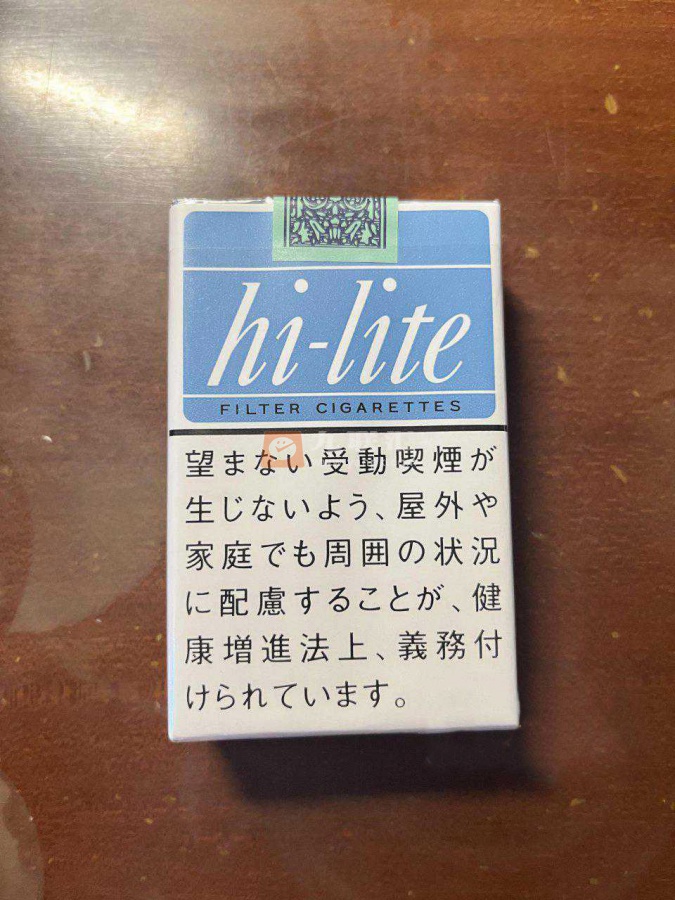 hi-lite
FILTER CIGARETTES
望まない受動喫煙が
生じないよう、屋外や
家庭でも周囲の状況
に配慮することが、健
康増進法上、義務付
けられています。